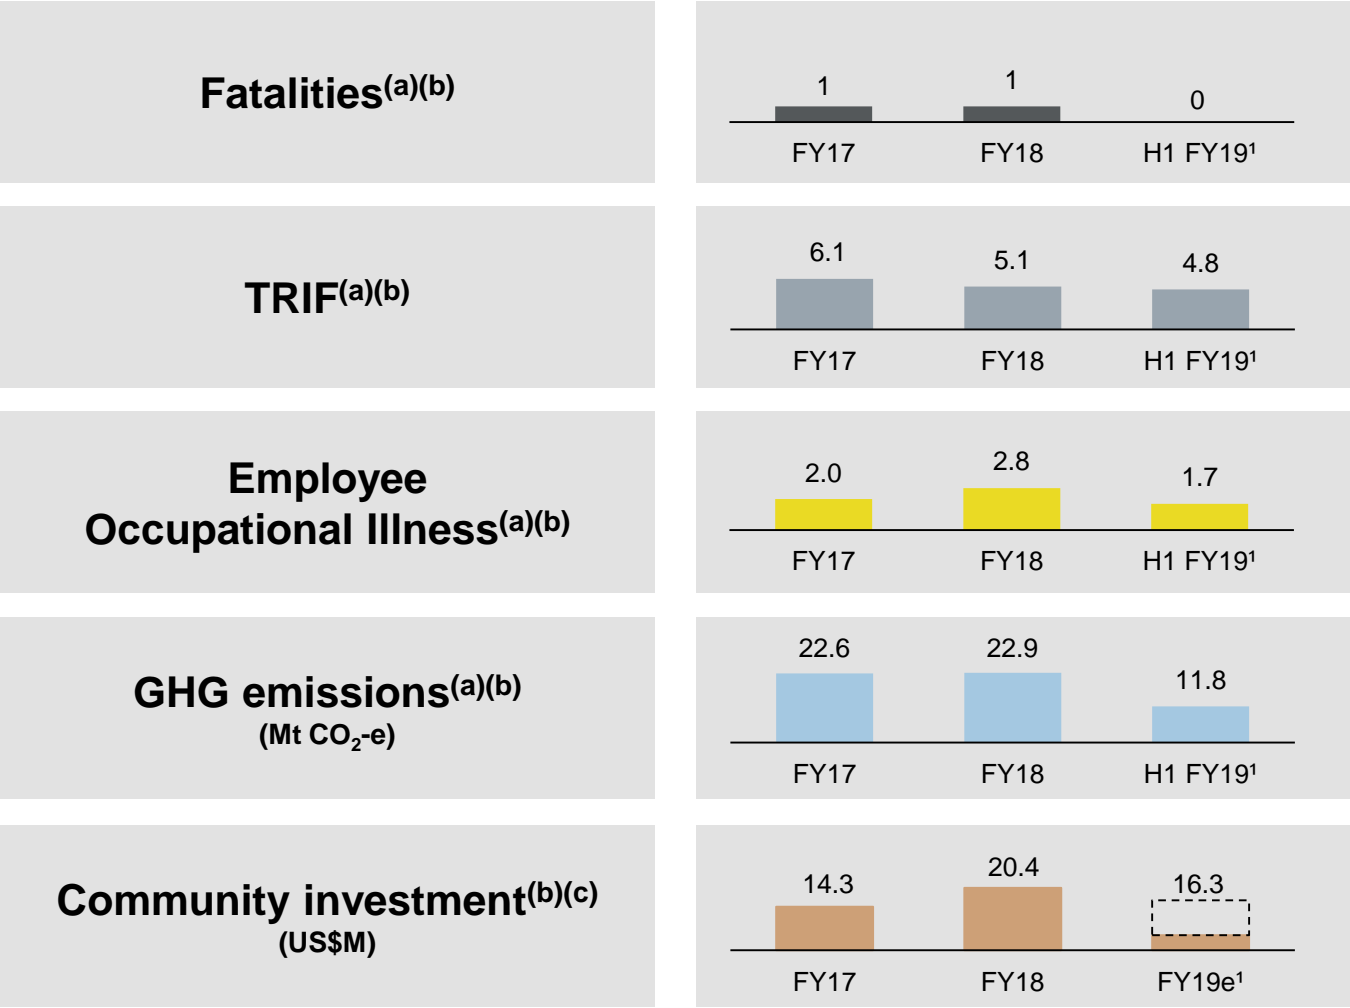 Fatalities(a)(b)
1
1
0
FY17
FY18
H1 FY19¹
TRIF(a)(b)
6.1
5.1
4.8
FY17
FY18
H1 FY19¹
Employee
Occupational Illness(a)(b)
2.0
2.8
1.7
FY17
FY18
H1 FY19¹
GHG emissions(a)(b)
(Mt CO₂-e)
22.6
22.9
11.8
FY17
FY18
H1 FY19¹
Community investment(b)(c)
(US$M)
14.3
20.4
16.3
FY17
FY18
FY19e¹